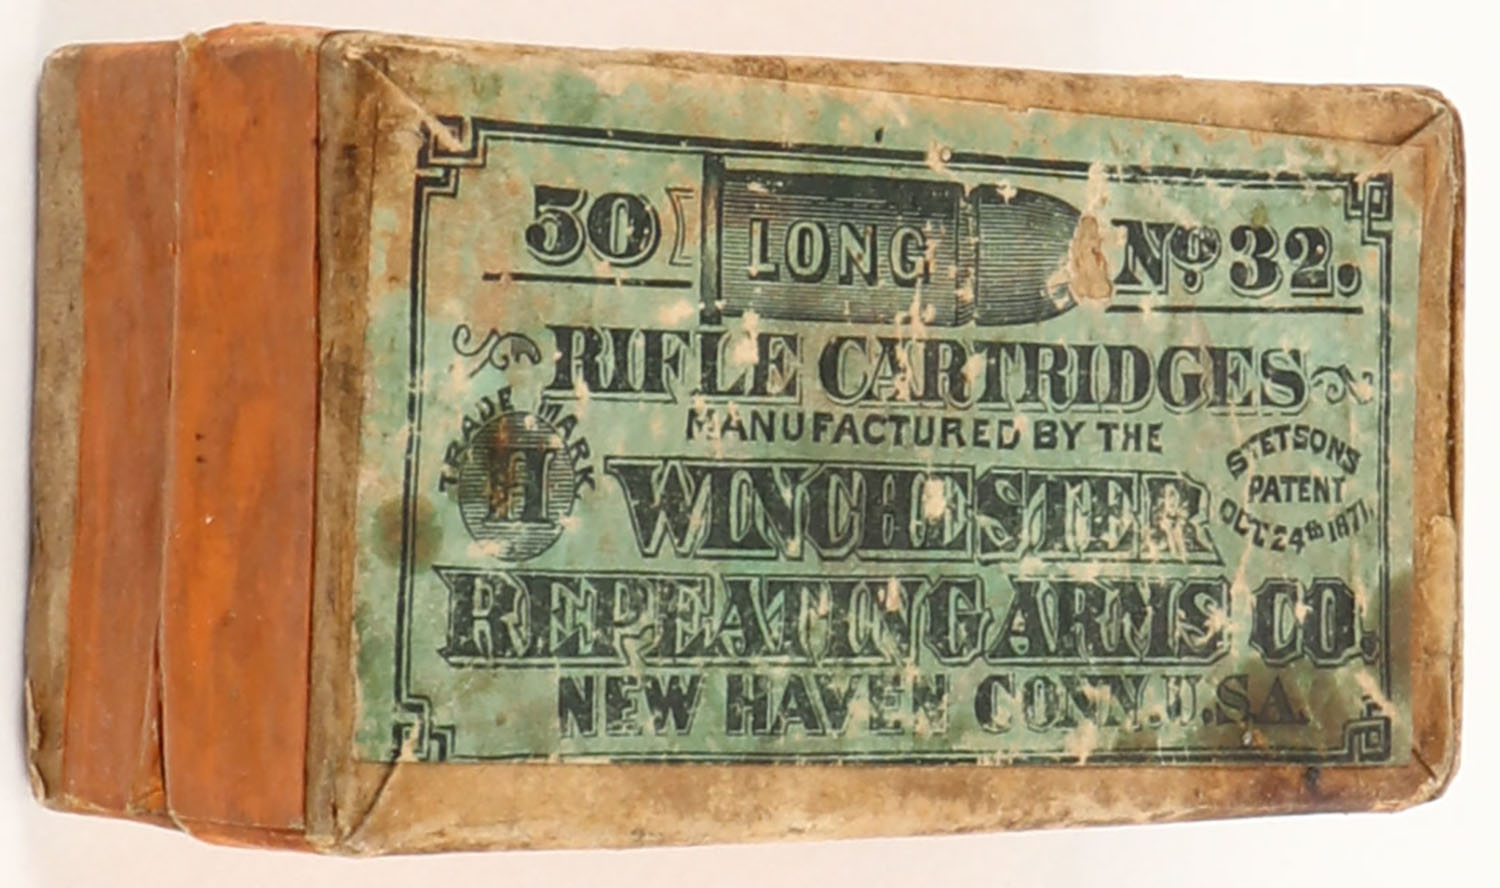 50 LONG No 32.
RIFLE CARTRIDGES
MANUFACTURED BY THE
TRADE MARK
H
WINCHESTER
STETSON'S
PATENT
OCT. 24th 1871.
REPEATING ARMS CO.
NEW HAVEN CONN. U.S.A.